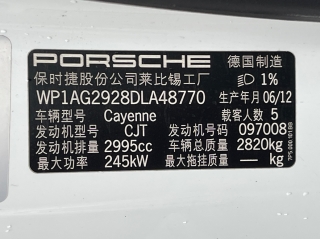 PORSCHE 德国制造
保时捷股份公司莱比锡工厂 1%
WP1AG2928DLA48770 生产年月 06/12
车辆型号 Cayenne 载客人数 5
发动机型号 CJT 发动机号 097008
发动机排量 2995cc 车辆总质量 2820kg
最大功率 245kW 最大拖挂质量 — kg